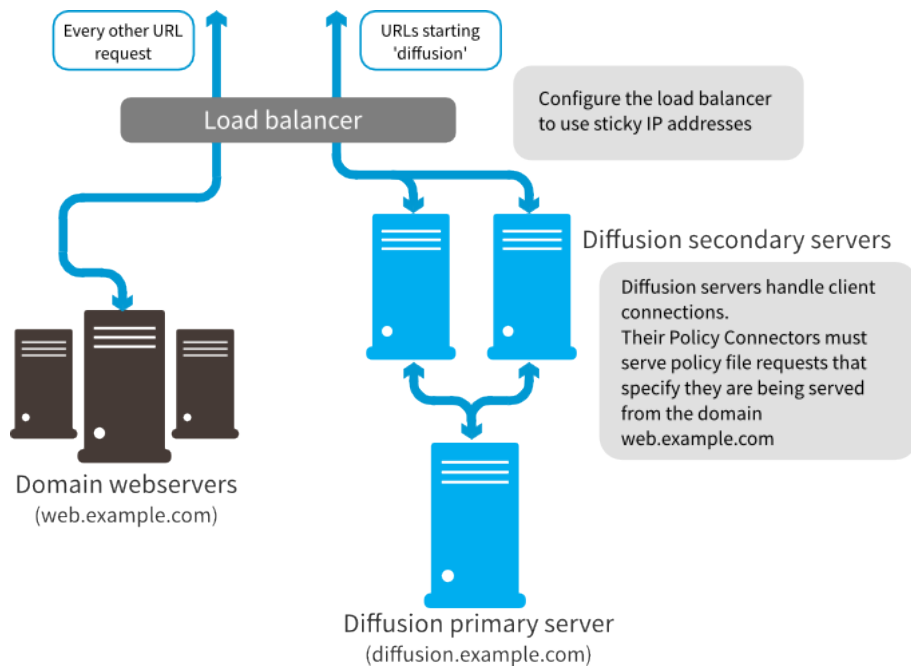 Every other URL
request
URLs starting
'diffusion'
Load balancer
Configure the load balancer
to use sticky IP addresses
Diffusion secondary servers
Diffusion servers handle client
connections.
Their Policy Connectors must
serve policy file requests that
specify they are being served
from the domain
web.example.com
Domain webservers
(web.example.com)
Diffusion primary server
(diffusion.example.com)